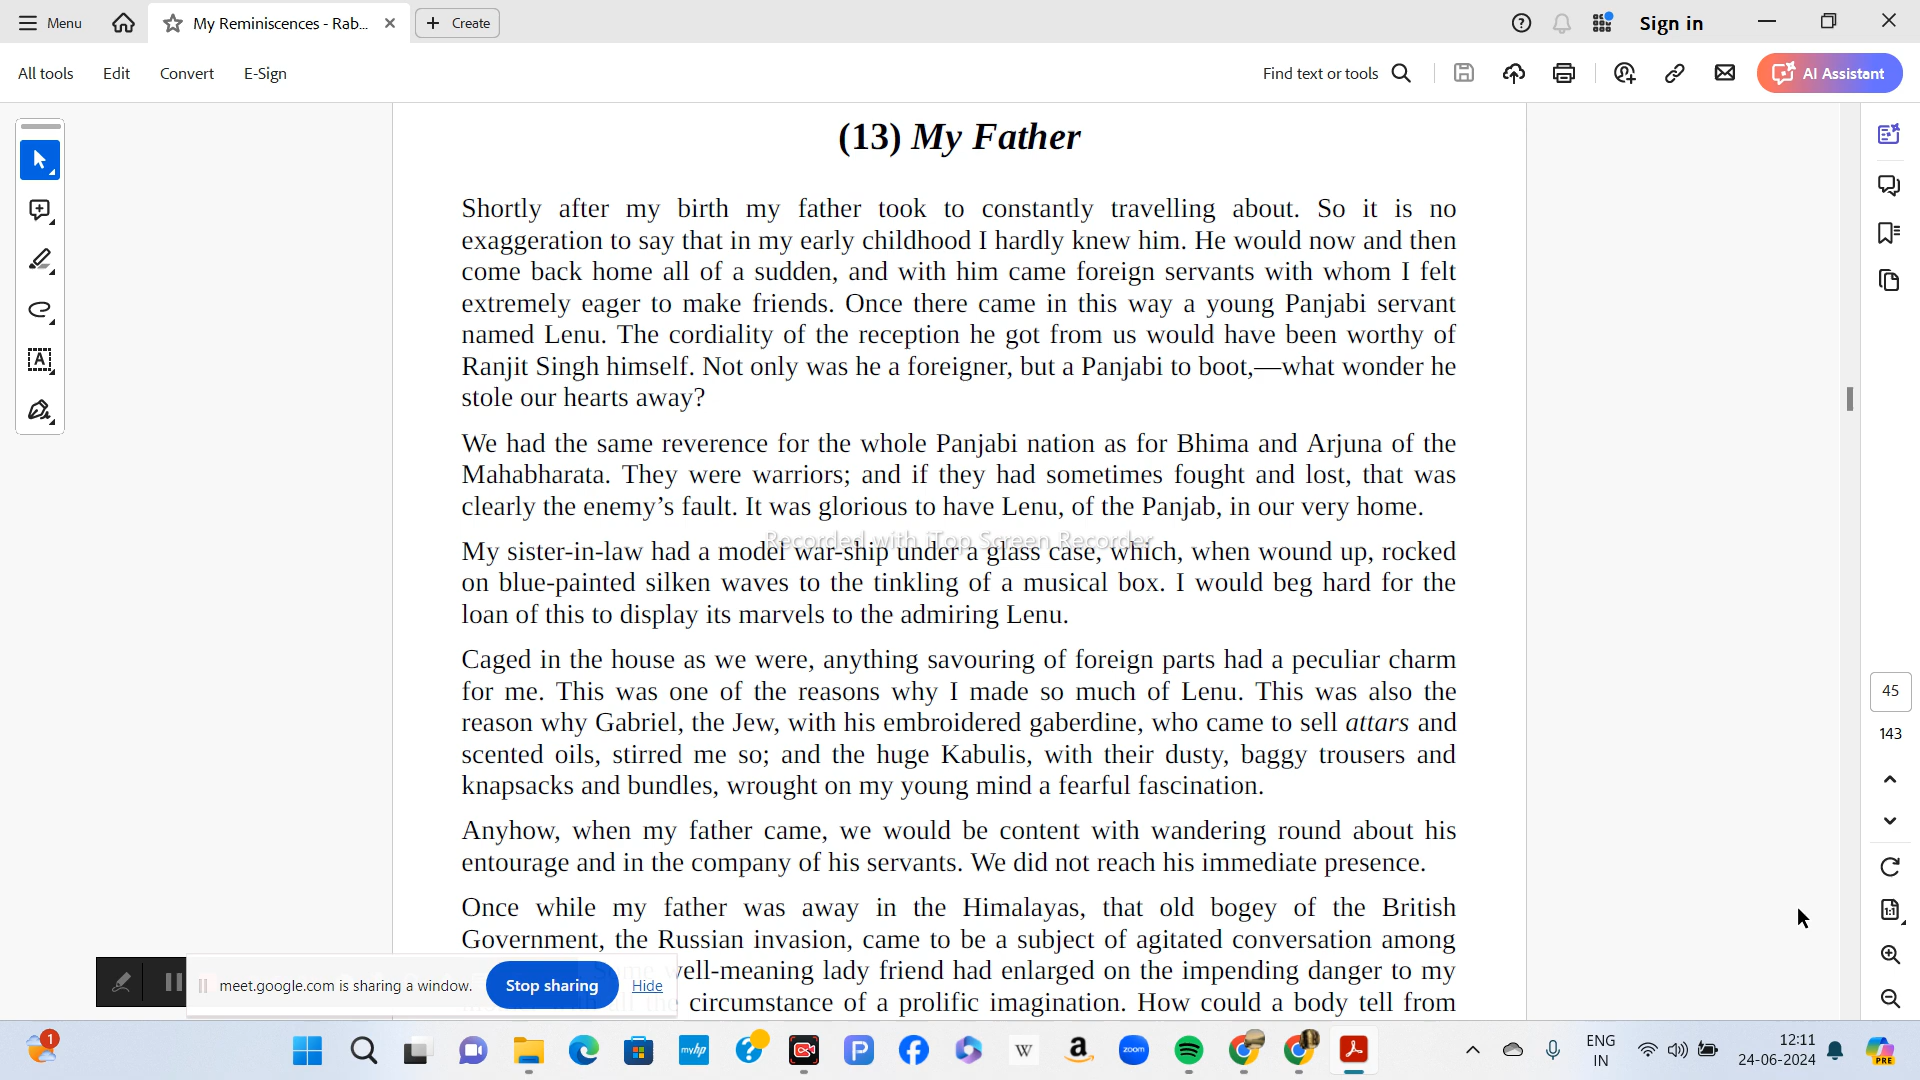 Menu
My Reminiscences - Rab...
Create
Sign in
All tools
Edit
Convert
E-Sign
Find text or tools
AI Assistant
(13) My Father
Shortly after my birth my father took to constantly travelling about. So it is no
exaggeration to say that in my early childhood I hardly knew him. He would now and then
come back home all of a sudden, and with him came foreign servants with whom I felt
extremely eager to make friends. Once there came in this way a young Panjabi servant
named Lenu. The cordiality of the reception he got from us would have been worthy of
Ranjit Singh himself. Not only was he a foreigner, but a Panjabi to boot,—what wonder he
stole our hearts away?
We had the same reverence for the whole Panjabi nation as for Bhima and Arjuna of the
Mahabharata. They were warriors; and if they had sometimes fought and lost, that was
clearly the enemy’s fault. It was glorious to have Lenu, of the Panjab, in our very home.
Recorded with iTop Screen Recorder
My sister-in-law had a model war-ship under a glass case, which, when wound up, rocked
on blue-painted silken waves to the tinkling of a musical box. I would beg hard for the
loan of this to display its marvels to the admiring Lenu.
Caged in the house as we were, anything savouring of foreign parts had a peculiar charm
for me. This was one of the reasons why I made so much of Lenu. This was also the
reason why Gabriel, the Jew, with his embroidered gaberdine, who came to sell attars and
scented oils, stirred me so; and the huge Kabulis, with their dusty, baggy trousers and
knapsacks and bundles, wrought on my young mind a fearful fascination.
Anyhow, when my father came, we would be content with wandering round about his
entourage and in the company of his servants. We did not reach his immediate presence.
Once while my father was away in the Himalayas, that old bogey of the British
Government, the Russian invasion, came to be a subject of agitated conversation among
well-meaning lady friend had enlarged on the impending danger to my
circumstance of a prolific imagination. How could a body tell from
45
143
meet.google.com is sharing a window.
Stop sharing
Hide
1
myhp
W
a
zoom
ENG
IN
12:11
24-06-2024
PRE